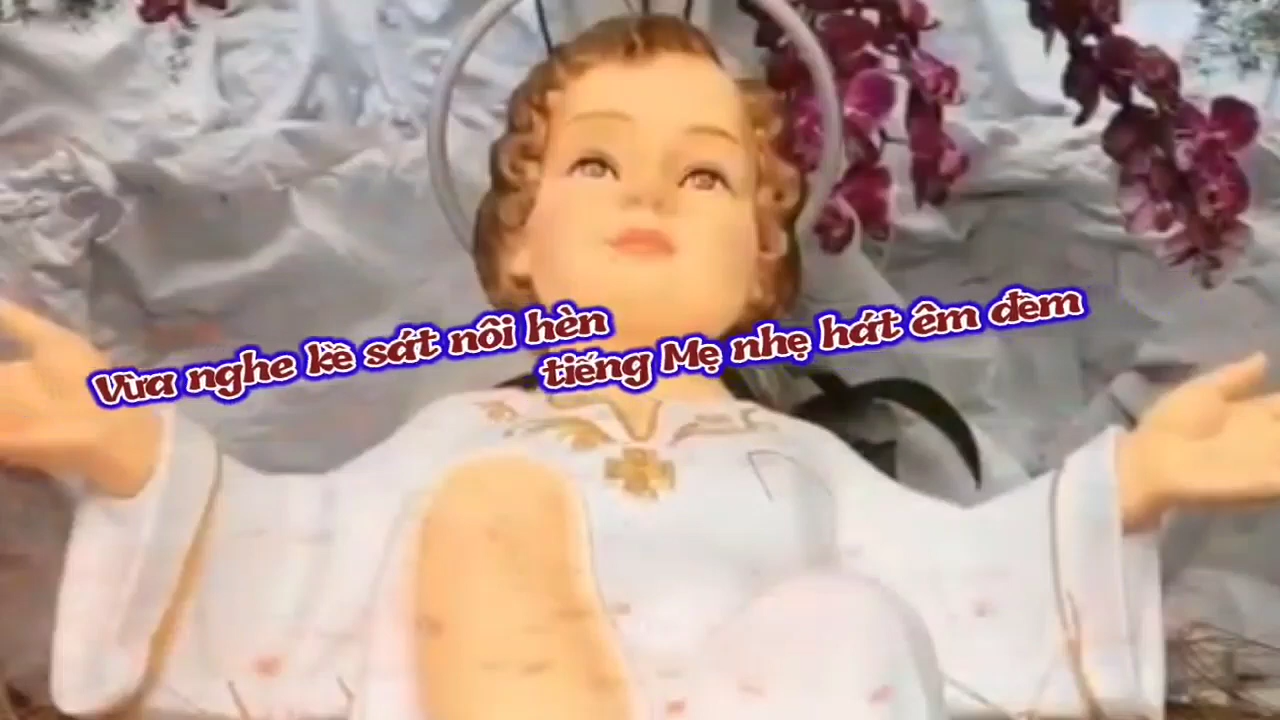 Vừa nghe kề sát nôi hèn
tiếng Mẹ nhẹ hát êm đềm